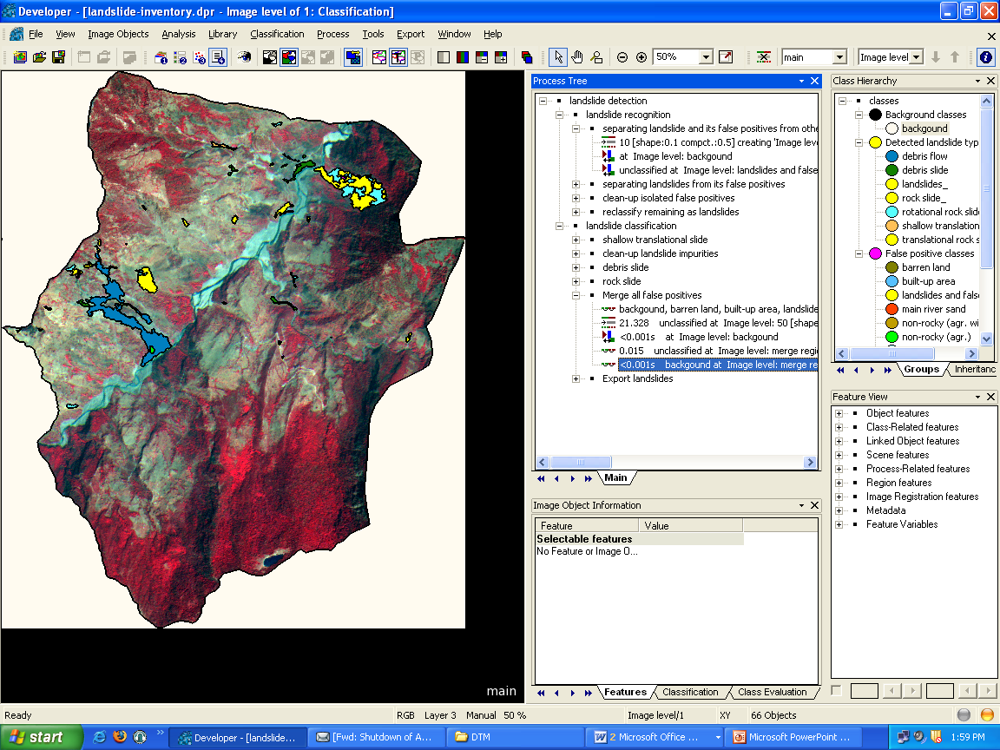 Developer - [landslide-inventory.dpr - Image level of 1: Classification]
File View Image Objects Analysis Library Classification Process Tools Export Window Help
50% main Image level
Process Tree
landslide detection
landslide recognition
separating landslide and its false positives from othe
10 [shape:0.1 compct.:0.5] creating 'Image leve
at Image level: backgound
unclassified at Image level: landslides and false
separating landslides from its false positives
clean-up isolated false positives
reclassify remaining as landslides
landslide classification
shallow translational slide
clean-up landslide impurities
debris slide
rock slide
Merge all false positives
backgound, barren land, built-up area, landslide
21.328 unclassified at Image level: 50 [shape
<0.001s at Image level: backgound
0.015 unclassified at Image level: merge regi
<0.001s backgound at Image level: merge re
Export landslides
Main
Class Hierarchy
classes
Background classes
backgound
Detected landslide typ
debris flow
debris slide
landslides_
rock slide_
rotational rock slide
shallow translation
translational rock s
False positive classes
barren land
built-up area
landslides and false
main river sand
non-rocky (agr. wi
non-rocky (agr.)
Groups Inheritanc
Feature View
Object features
Class-Related features
Linked Object features
Scene features
Process-Related features
Region features
Image Registration features
Metadata
Feature Variables
Image Object Information
Feature Value
Selectable features
No Feature or Image O...
Features Classification Class Evaluation
main
Ready RGB Layer 3 Manual 50 % Image level/1 XY 66 Objects
start Developer - [landslide... [Fwd: Shutdown of A... DTM 2 Microsoft Office ... Microsoft PowerPoint ... 1:59 PM